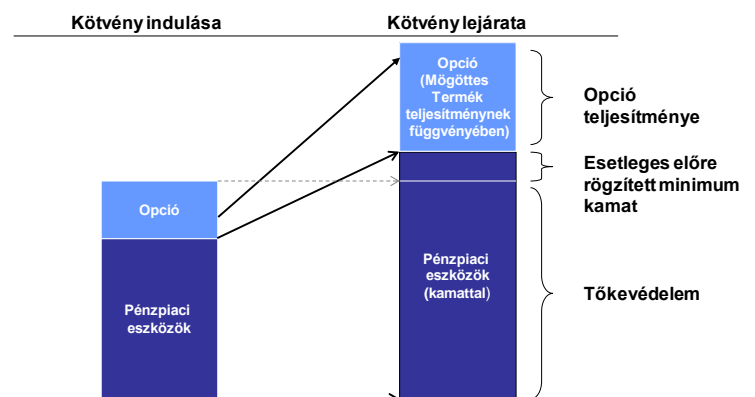 Kötvény indulása
Kötvény lejárata
Opció
(Mögöttes
Termék
teljesítménynek
függvényében)
Opció
teljesítménye
Esetleges előre
rögzített minimum
kamat
Opció
Pénzpiaci
eszközök
(kamattal)
Tőkevédelem
Pénzpiaci
eszközök